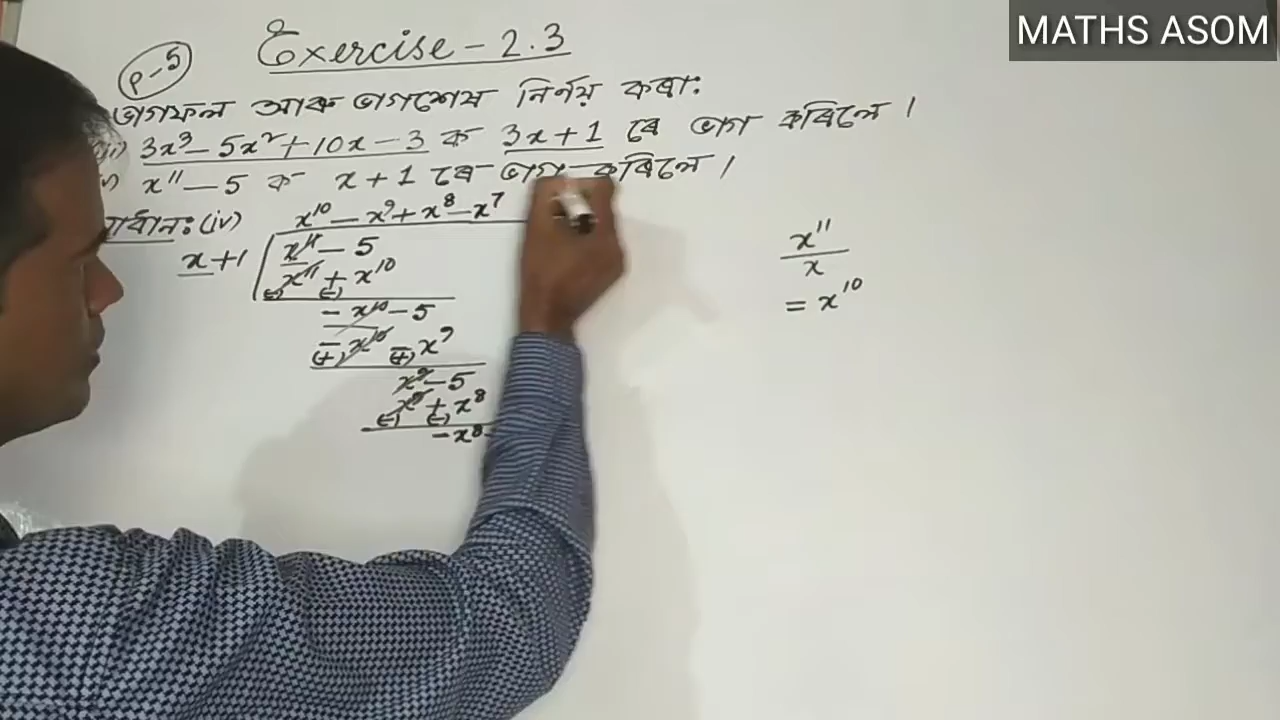 MATHS ASOM
Exercise - 2.3
P-5
ভাগফল আৰু ভাগশেষ নিৰ্ণয় কৰা:
3x³ - 5x² + 10x - 3 ক 3x + 1 ৰে ভাগ কৰিলে।
x¹¹ - 5 ক x + 1 ৰে ভাগ কৰিলে।
(iv)
x¹⁰ - x⁹ + x⁸ - x⁷
x+1
x¹¹ - 5
x¹¹ + x¹⁰
(-) (-)
- x¹⁰ - 5
- x¹⁰ - x⁹
(+) (+)
x⁹ - 5
x⁹ + x⁸
(-) (-)
- x⁸ -
x¹¹
x
= x¹⁰